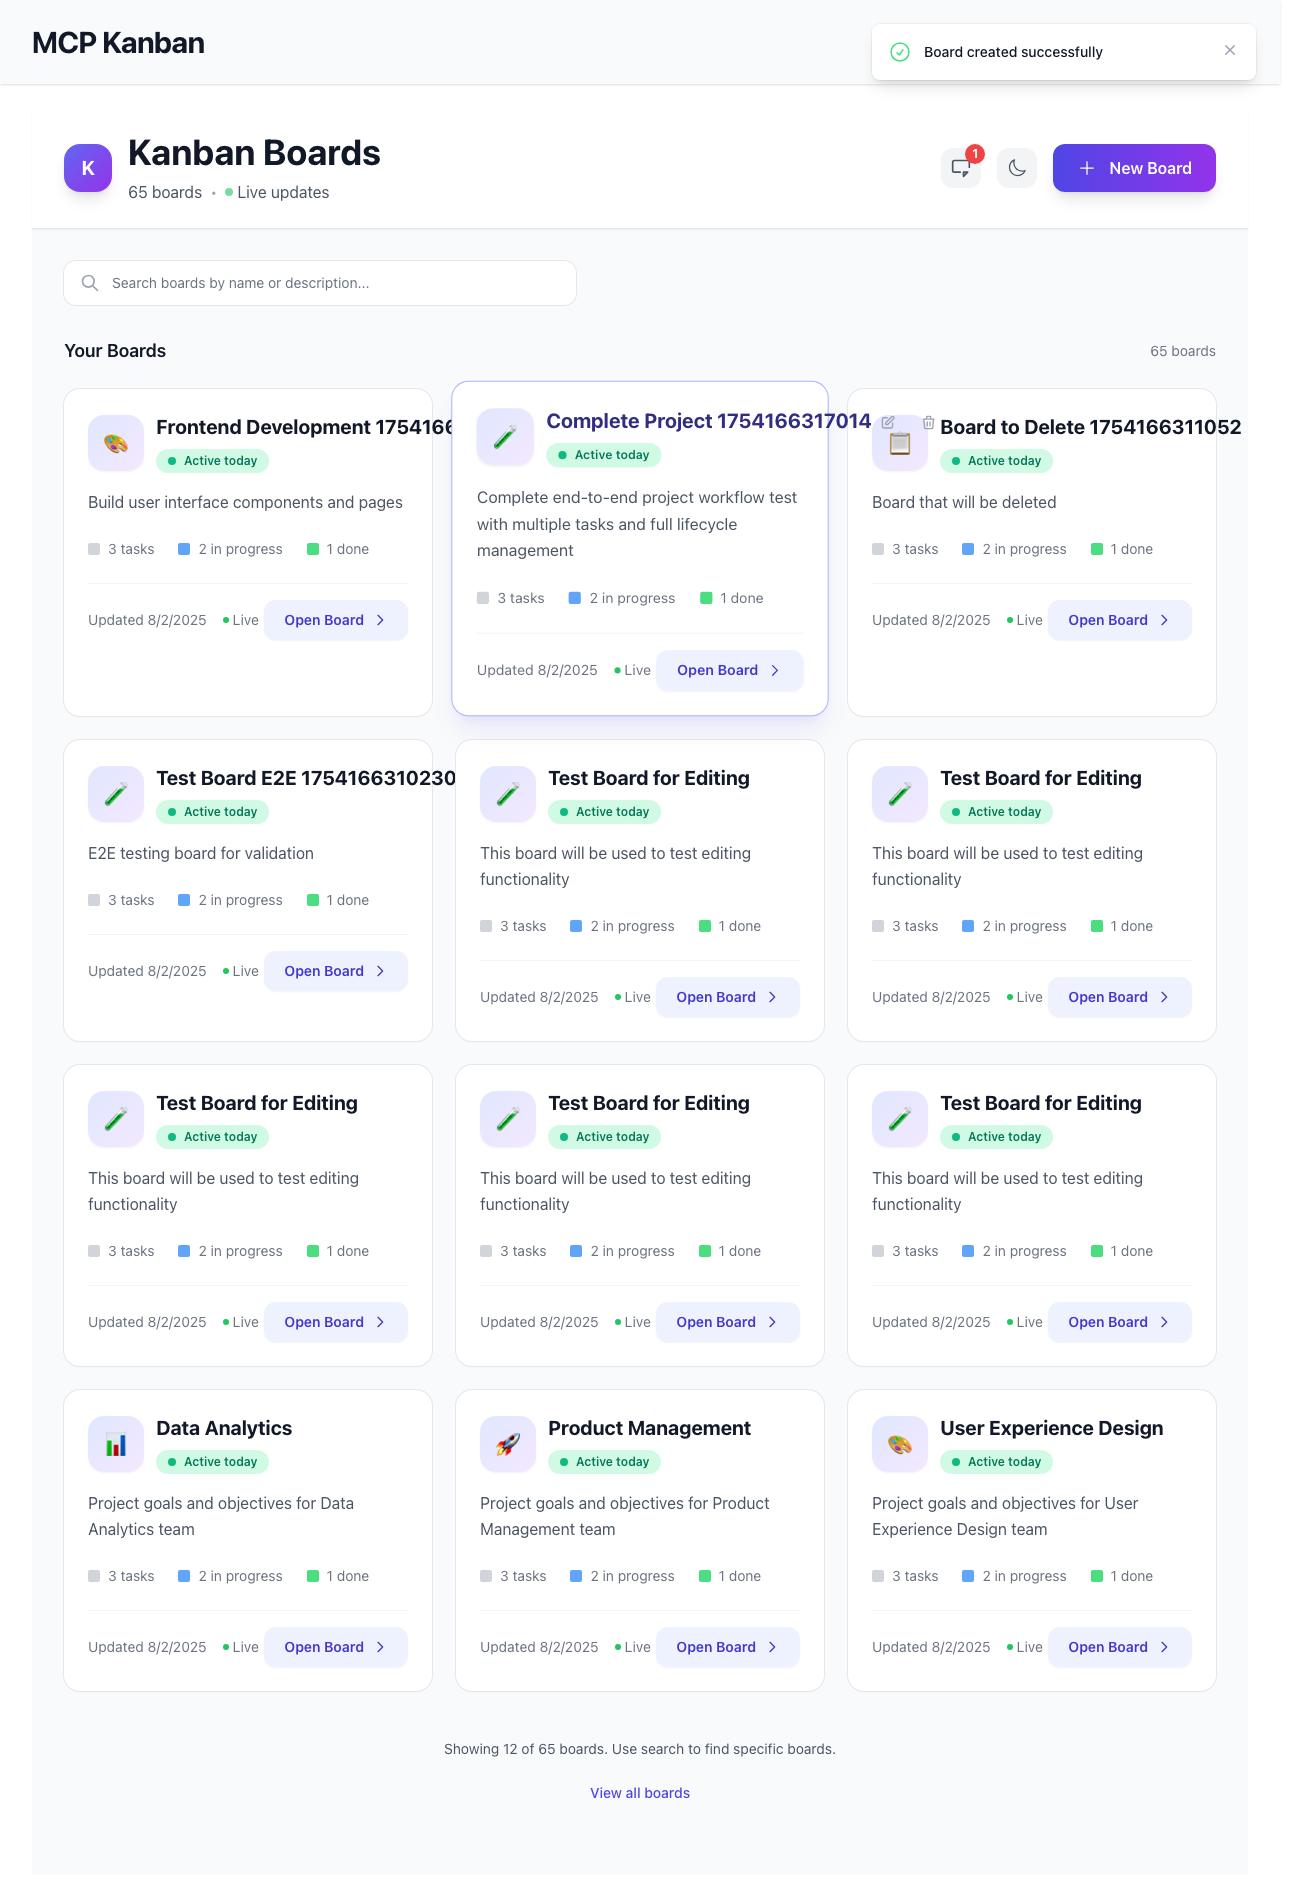 MCP Kanban
Board created successfully
K
Kanban Boards
65 boards • Live updates
1
New Board
Search boards by name or description...
Your Boards
65 boards
Frontend Development 175416
Active today
Build user interface components and pages
3 tasks 2 in progress 1 done
Updated 8/2/2025 Live Open Board
Complete Project 1754166317014
Active today
Complete end-to-end project workflow test
with multiple tasks and full lifecycle
management
3 tasks 2 in progress 1 done
Updated 8/2/2025 Live Open Board
Board to Delete 1754166311052
Active today
Board that will be deleted
3 tasks 2 in progress 1 done
Updated 8/2/2025 Live Open Board
Test Board E2E 1754166310230
Active today
E2E testing board for validation
3 tasks 2 in progress 1 done
Updated 8/2/2025 Live Open Board
Test Board for Editing
Active today
This board will be used to test editing
functionality
3 tasks 2 in progress 1 done
Updated 8/2/2025 Live Open Board
Test Board for Editing
Active today
This board will be used to test editing
functionality
3 tasks 2 in progress 1 done
Updated 8/2/2025 Live Open Board
Test Board for Editing
Active today
This board will be used to test editing
functionality
3 tasks 2 in progress 1 done
Updated 8/2/2025 Live Open Board
Test Board for Editing
Active today
This board will be used to test editing
functionality
3 tasks 2 in progress 1 done
Updated 8/2/2025 Live Open Board
Test Board for Editing
Active today
This board will be used to test editing
functionality
3 tasks 2 in progress 1 done
Updated 8/2/2025 Live Open Board
Data Analytics
Active today
Project goals and objectives for Data
Analytics team
3 tasks 2 in progress 1 done
Updated 8/2/2025 Live Open Board
Product Management
Active today
Project goals and objectives for Product
Management team
3 tasks 2 in progress 1 done
Updated 8/2/2025 Live Open Board
User Experience Design
Active today
Project goals and objectives for User
Experience Design team
3 tasks 2 in progress 1 done
Updated 8/2/2025 Live Open Board
Showing 12 of 65 boards. Use search to find specific boards.
View all boards